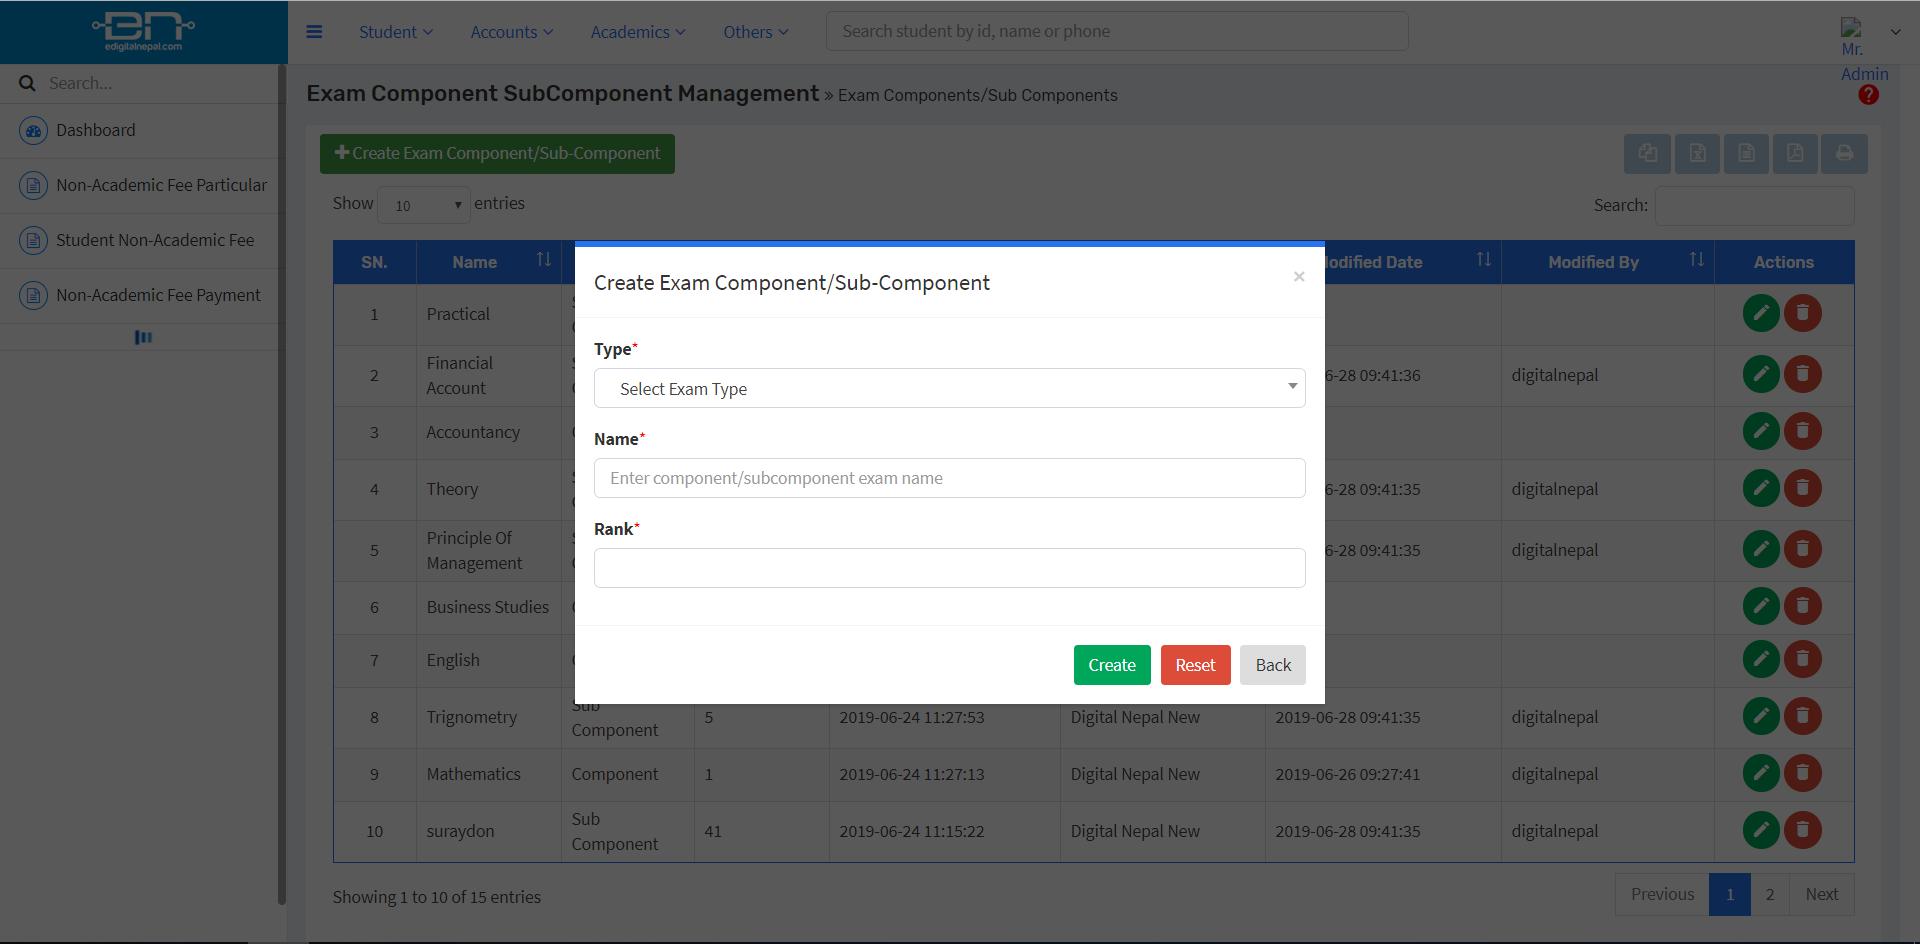 edigitalnepal.com
Student
Accounts
Academics
Others
Search student by id, name or phone
Mr.
Admin
Search...
Dashboard
Non-Academic Fee Particular
Student Non-Academic Fee
Non-Academic Fee Payment
Exam Component SubComponent Management » Exam Components/Sub Components
+ Create Exam Component/Sub-Component
Show 10 entries
Search:
SN. Name odified Date Modified By Actions
1 Practical
2 Financial Account 6-28 09:41:36 digitalnepal
3 Accountancy
4 Theory 6-28 09:41:35 digitalnepal
5 Principle Of Management 6-28 09:41:35 digitalnepal
6 Business Studies
7 English
8 Trignometry Sub Component 5 2019-06-24 11:27:53 Digital Nepal New 2019-06-28 09:41:35 digitalnepal
9 Mathematics Component 1 2019-06-24 11:27:13 Digital Nepal New 2019-06-26 09:27:41 digitalnepal
10 suraydon Sub Component 41 2019-06-24 11:15:22 Digital Nepal New 2019-06-28 09:41:35 digitalnepal
Showing 1 to 10 of 15 entries
Previous 1 2 Next
Create Exam Component/Sub-Component
×
Type*
Select Exam Type
Name*
Enter component/subcomponent exam name
Rank*
Create
Reset
Back